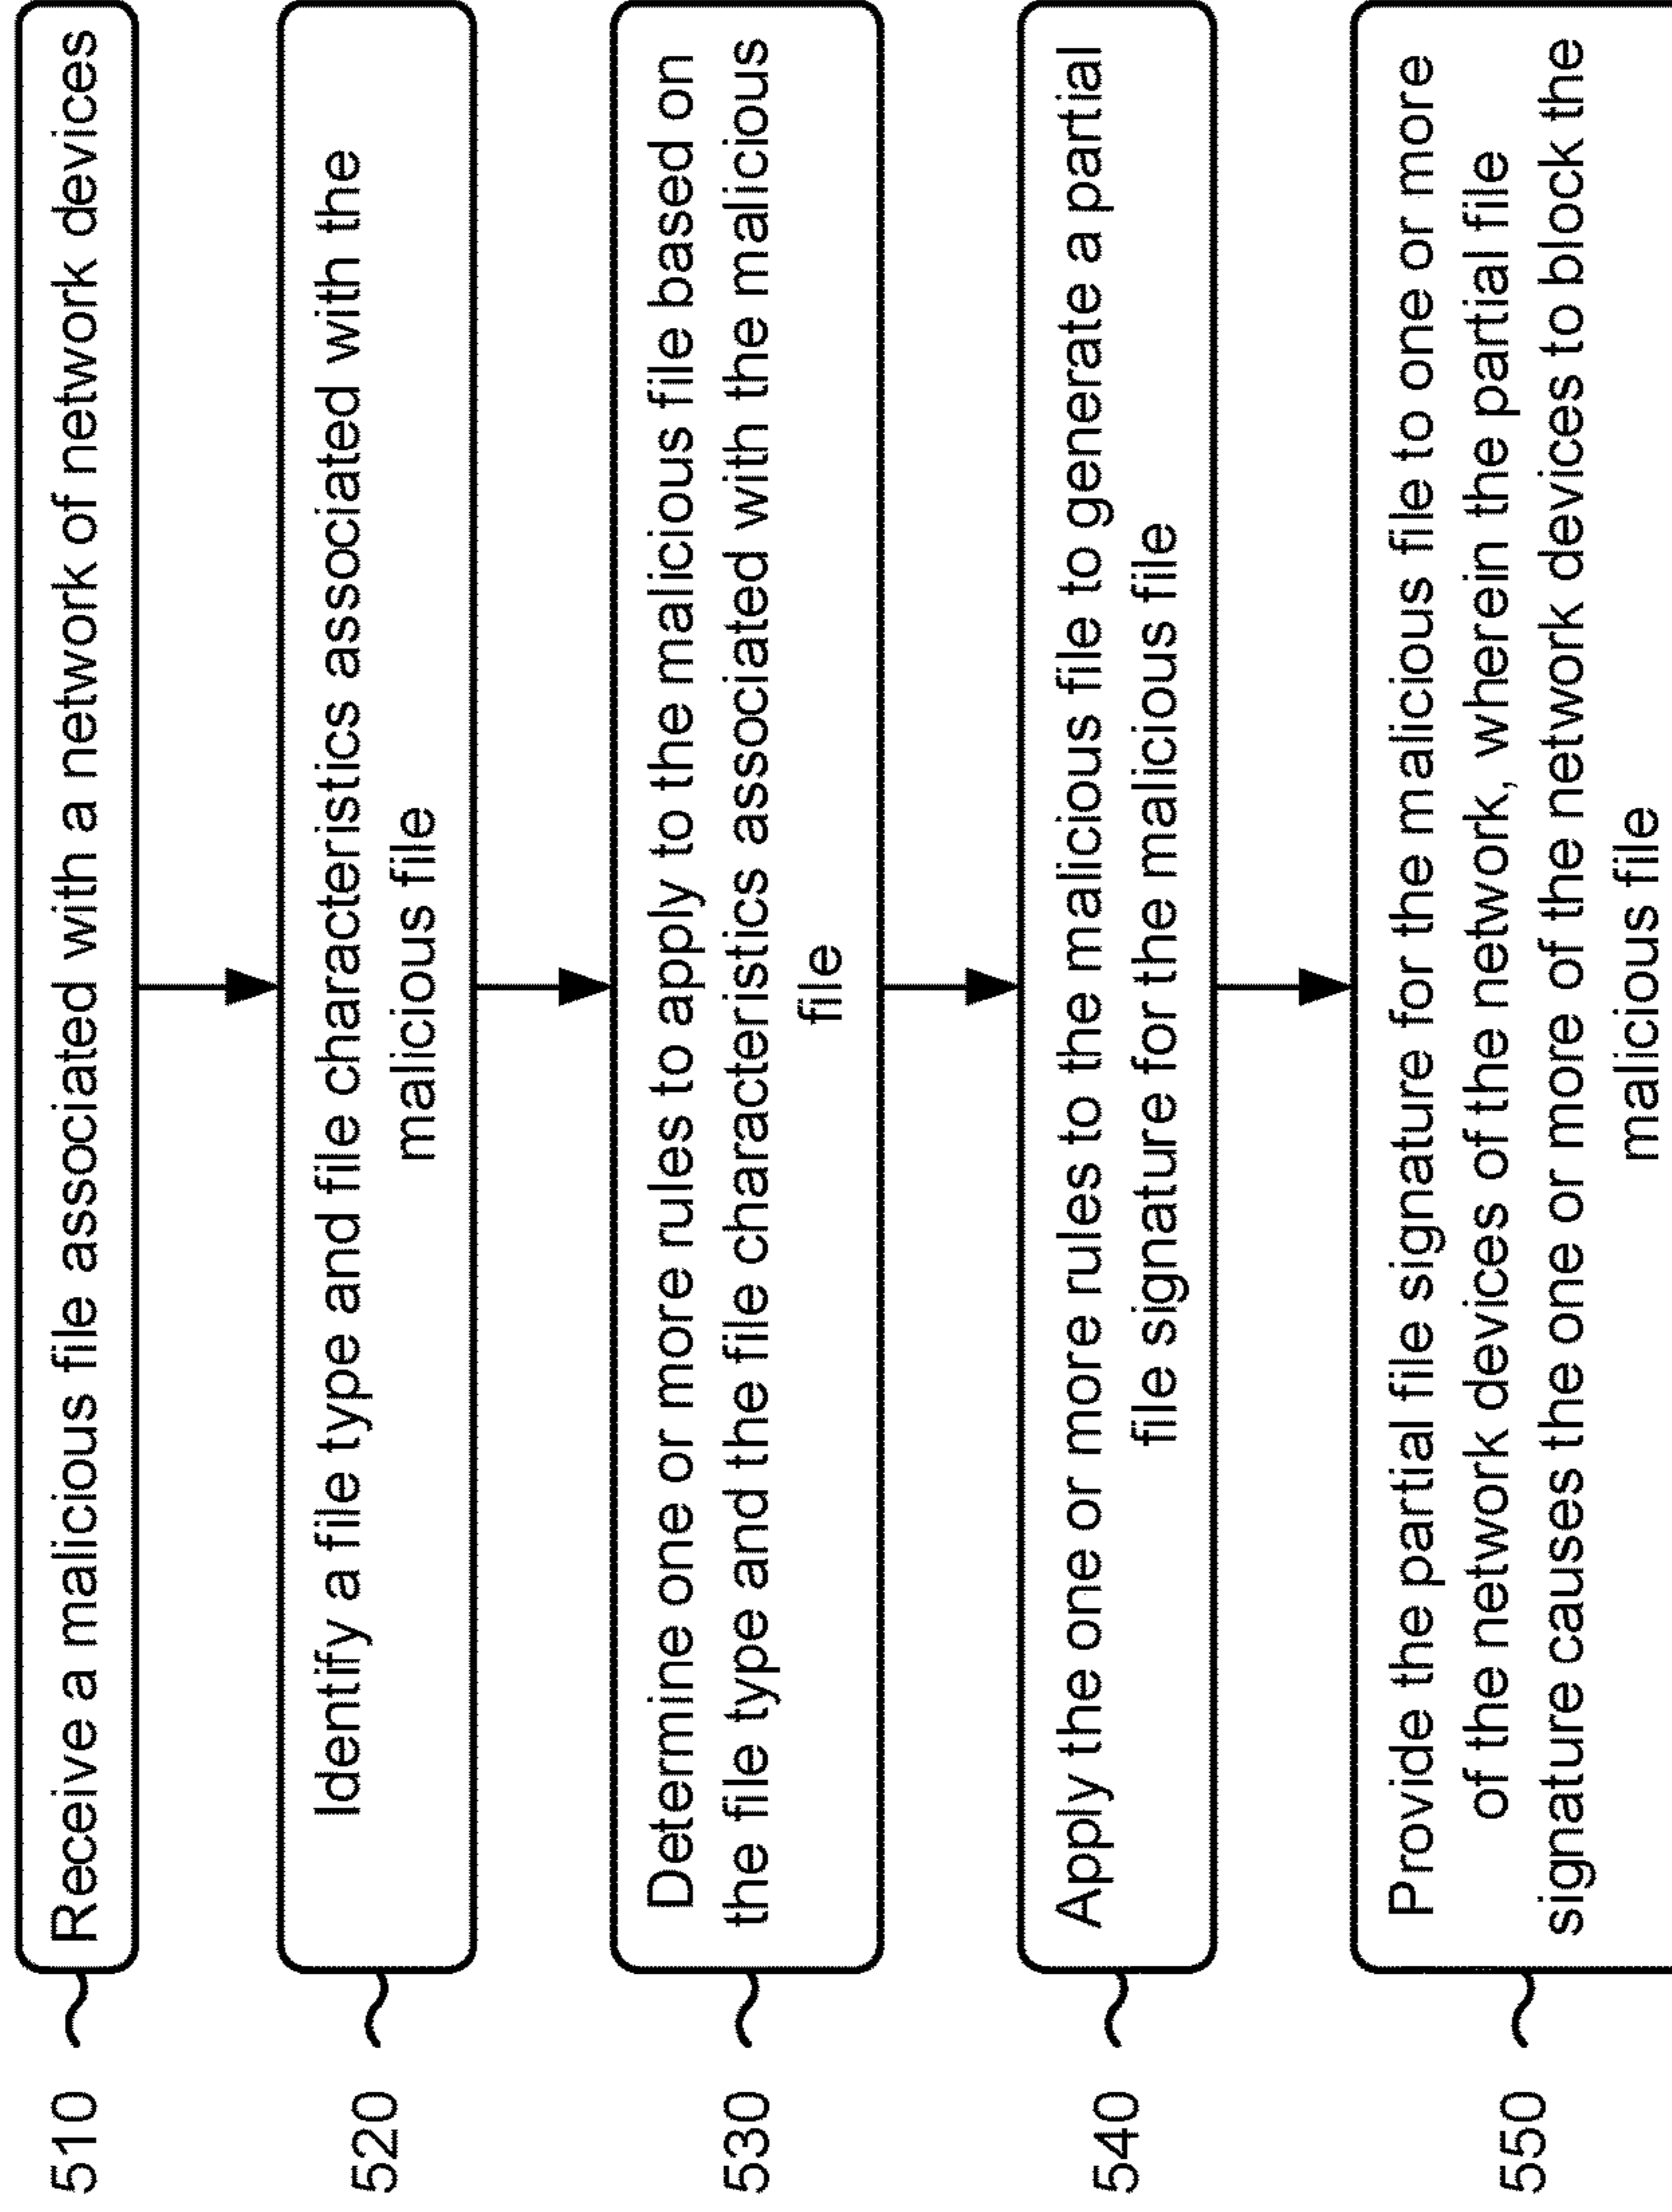 510
Receive a malicious file associated with a network of network devices
520
Identify a file type and file characteristics associated with the
malicious file
530
Determine one or more rules to apply to the malicious file based on
the file type and the file characteristics associated with the malicious
file
540
Apply the one or more rules to the malicious file to generate a partial
file signature for the malicious file
550
Provide the partial file signature for the malicious file to one or more
of the network devices of the network, wherein the partial file
signature causes the one or more of the network devices to block the
malicious file